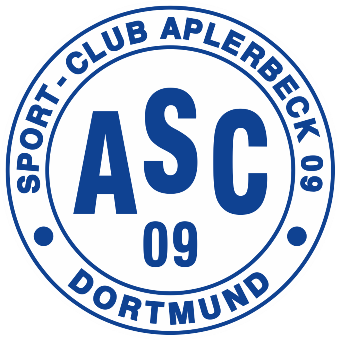 SPORT-CLUB APLERBECK 09
ASC
09
DORTMUND